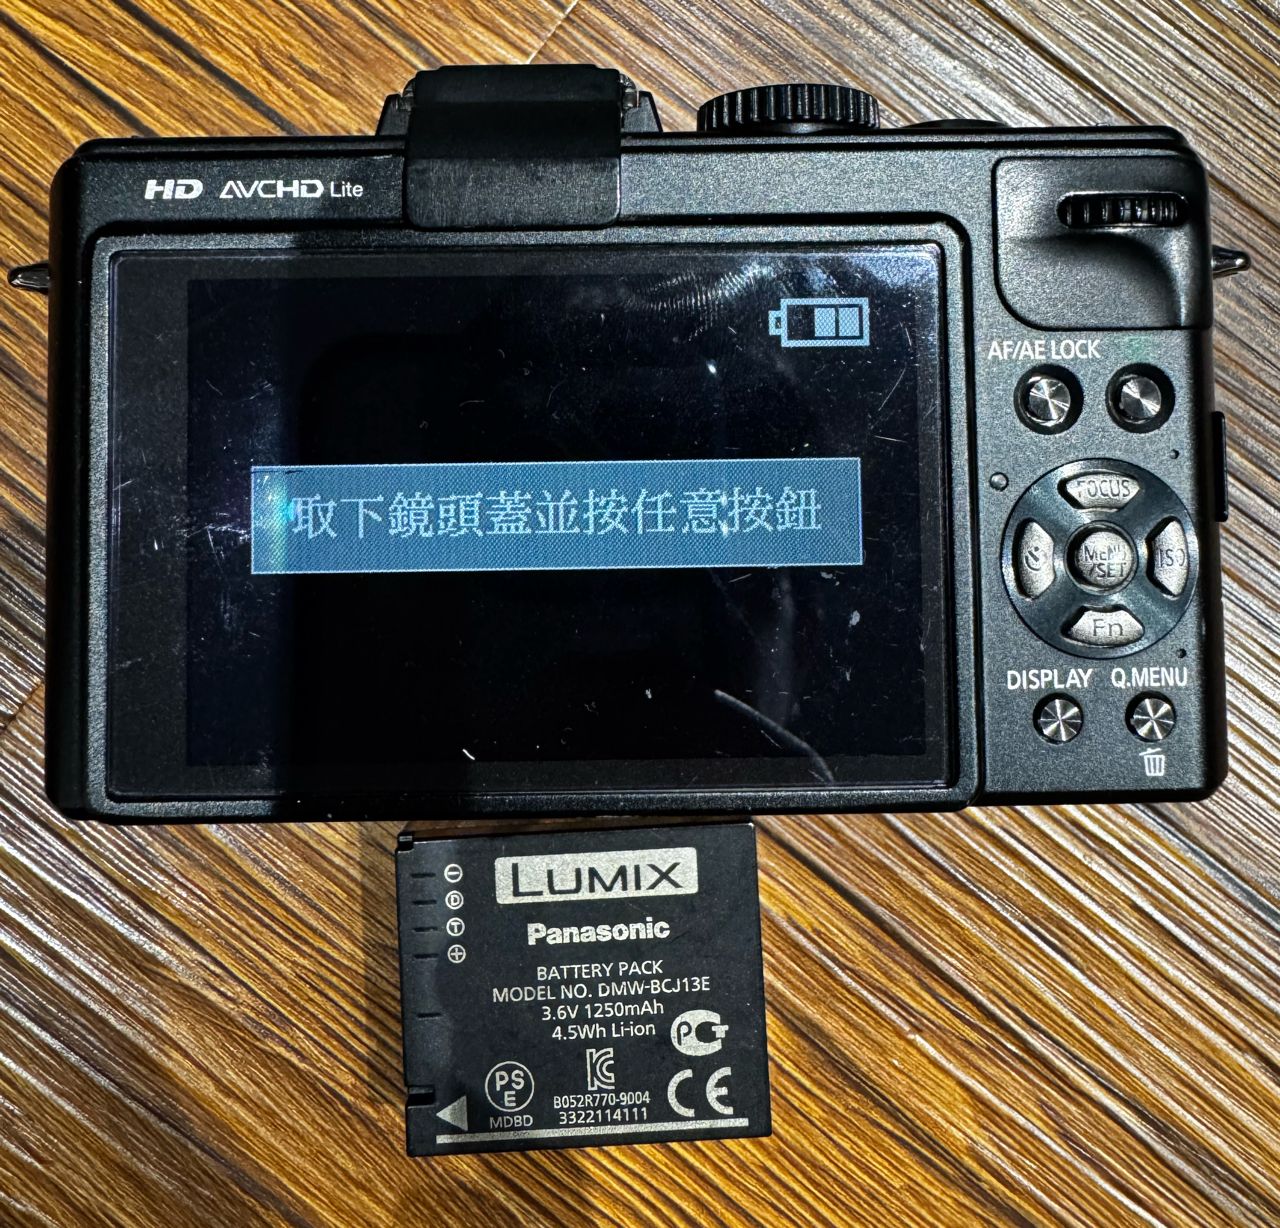 HD AVCHD Lite
AF/AE LOCK
取下鏡頭蓋並按任意按鈕
FOCUS
MENU
/SET
ISO
Fn
DISPLAY Q.MENU
LUMIX
Panasonic
BATTERY PACK
MODEL NO. DMW-BCJ13E
3.6V 1250mAh
4.5Wh Li-ion
− D T +
PS
E
MDBD
B052R770-9004
3322114111
CE